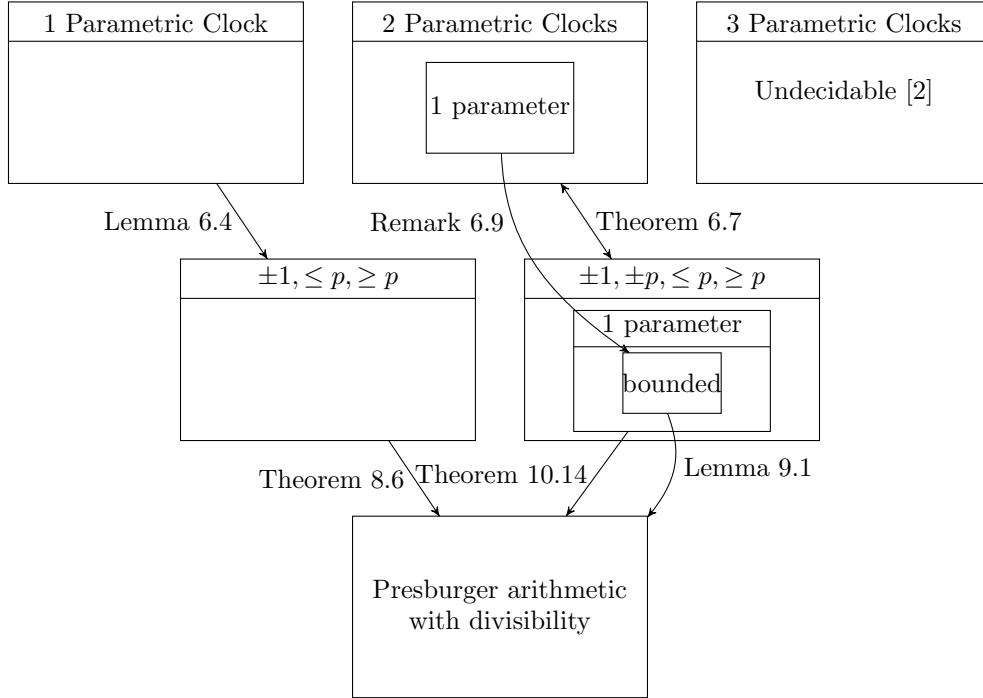 1 Parametric Clock
2 Parametric Clocks
3 Parametric Clocks
1 parameter
Undecidable [2]
Lemma 6.4
Remark 6.9
Theorem 6.7
±1, ≤ p, ≥ p
±1, ±p, ≤ p, ≥ p
1 parameter
bounded
Theorem 8.6
Theorem 10.14
Lemma 9.1
Presburger arithmetic
with divisibility